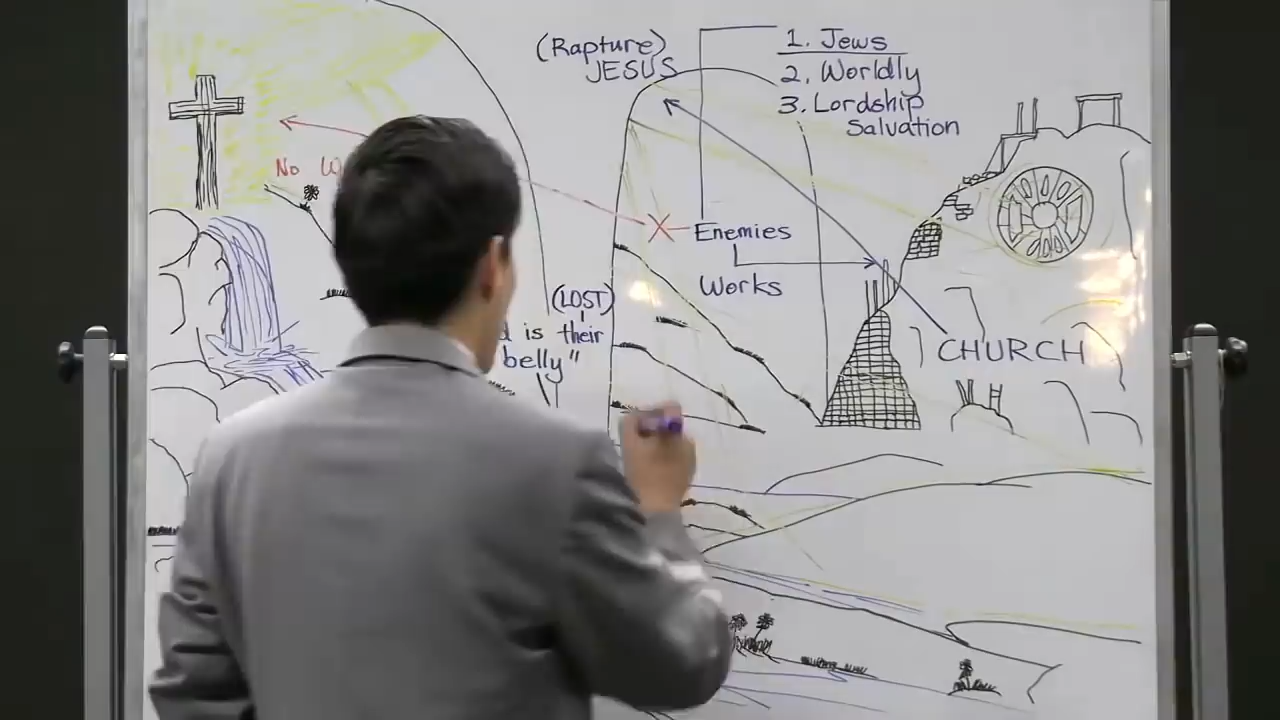 (Rapture)
JESUS
1. Jews
2. Worldly
3. Lordship
Salvation
No
Enemies
Works
(LOST)
is their
belly"
CHURCH